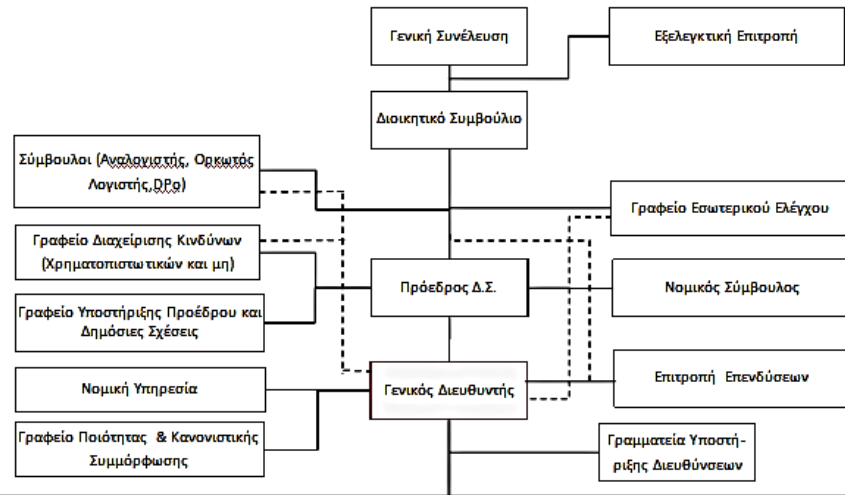 Γενική Συνέλευση
Εξελεγκτική Επιτροπή
Διοικητικό Συμβούλιο
Σύμβουλοι (Αναλογιστής, Ορκωτός
Λογιστής,DPo)
Γραφείο Εσωτερικού Ελέγχου
Γραφείο Διαχείρισης Κινδύνων
(Χρηματοπιστωτικών και μη)
Πρόεδρος Δ.Σ.
Νομικός Σύμβουλος
Γραφείο Υποστήριξης Προέδρου και
Δημόσιες Σχέσεις
Νομική Υπηρεσία
Γενικός Διευθυντής
Επιτροπή Επενδύσεων
Γραφείο Ποιότητας & Κανονιστικής
Συμμόρφωσης
Γραμματεία Υποστή-
ριξης Διευθύνσεων